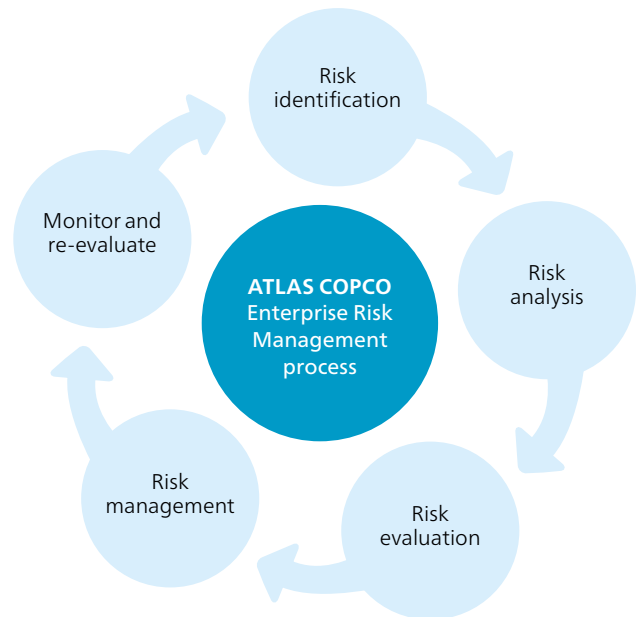 Risk
identification
Risk
analysis
Risk
evaluation
Risk
management
Monitor and
re-evaluate
ATLAS COPCO
Enterprise Risk
Management
process